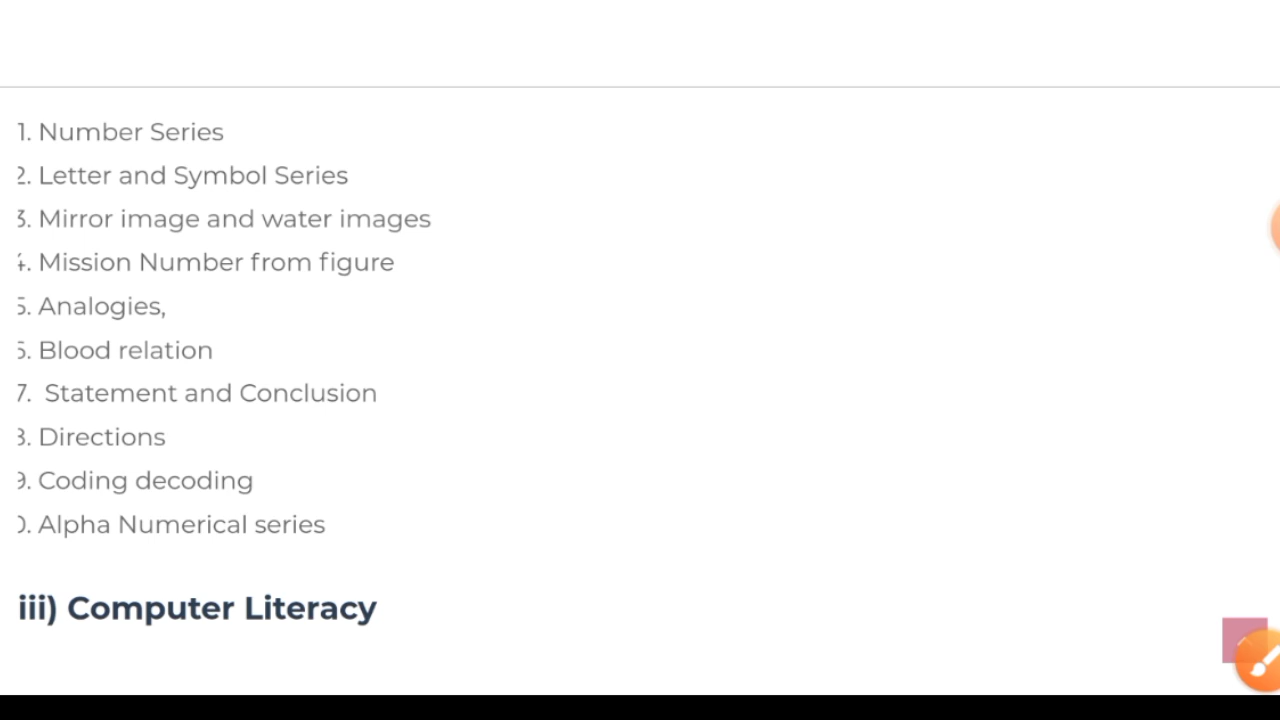 1. Number Series
2. Letter and Symbol Series
3. Mirror image and water images
4. Mission Number from figure
5. Analogies,
6. Blood relation
7. Statement and Conclusion
8. Directions
9. Coding decoding
0. Alpha Numerical series
iii) Computer Literacy